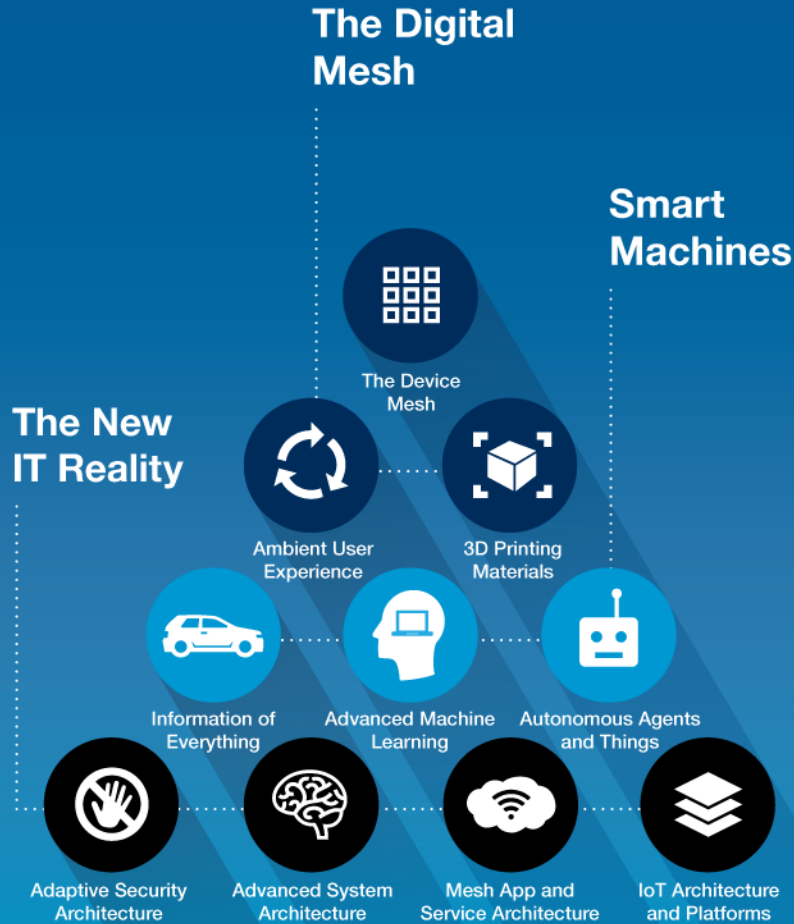 The Digital
Mesh
Smart
Machines
The Device
Mesh
The New
IT Reality
Ambient User
Experience
3D Printing
Materials
Information of
Everything
Advanced Machine
Learning
Autonomous Agents
and Things
Adaptive Security
Architecture
Advanced System
Architecture
Mesh App and
Service Architecture
IoT Architecture
and Platforms